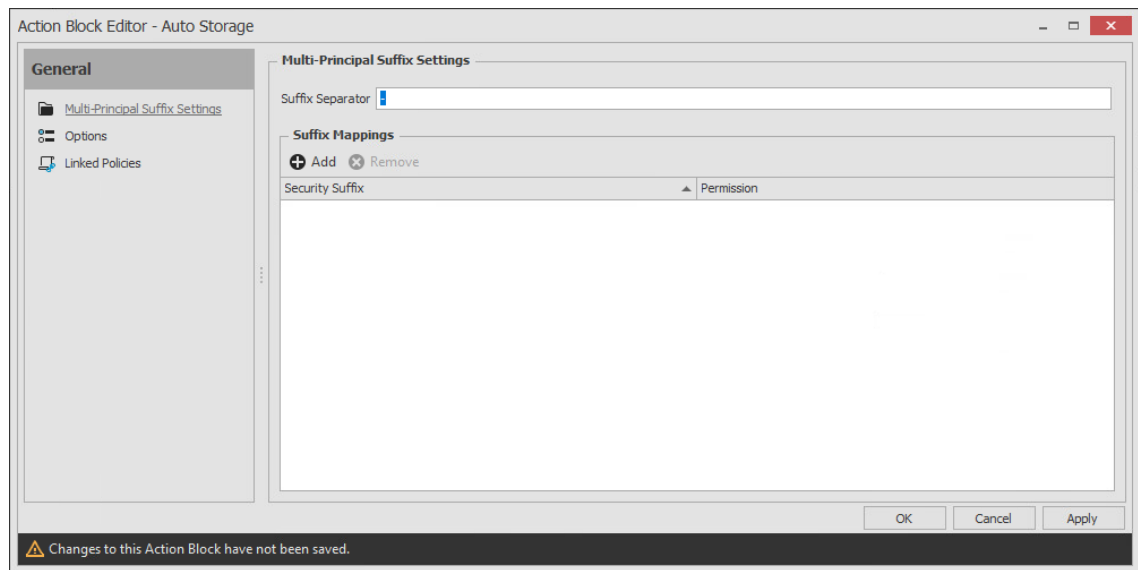 Action Block Editor - Auto Storage
General
Multi-Principal Suffix Settings
Options
Linked Policies
Multi-Principal Suffix Settings
Suffix Separator -
Suffix Mappings
Add Remove
Security Suffix Permission
OK Cancel Apply
Changes to this Action Block have not been saved.